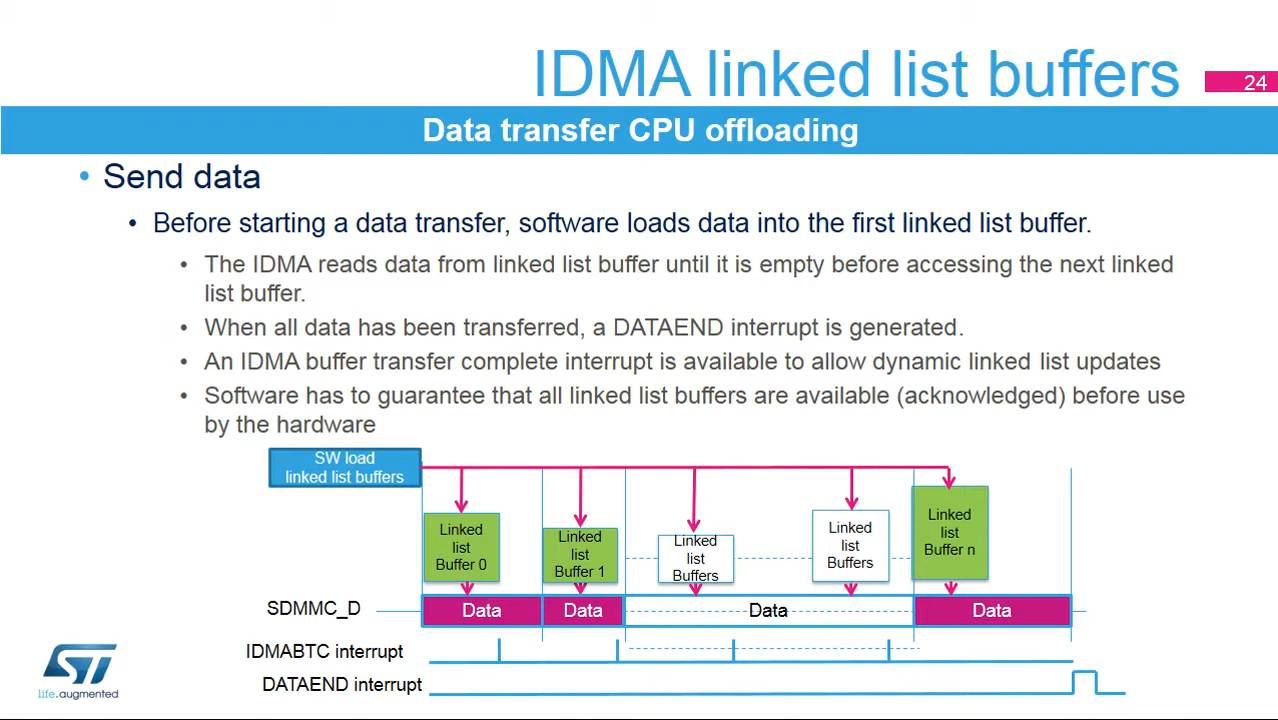 IDMA linked list buffers
24
Data transfer CPU offloading
• Send data
• Before starting a data transfer, software loads data into the first linked list buffer.
• The IDMA reads data from linked list buffer until it is empty before accessing the next linked
list buffer.
• When all data has been transferred, a DATAEND interrupt is generated.
• An IDMA buffer transfer complete interrupt is available to allow dynamic linked list updates
• Software has to guarantee that all linked list buffers are available (acknowledged) before use
by the hardware
SW load
linked list buffers
Linked
list
Buffer 0
Linked
list
Buffer 1
Linked
list
Buffers
Linked
list
Buffers
Linked
list
Buffer n
SDMMC_D
Data
Data
Data
Data
IDMABTC interrupt
DATAEND interrupt
ST
life.augmented